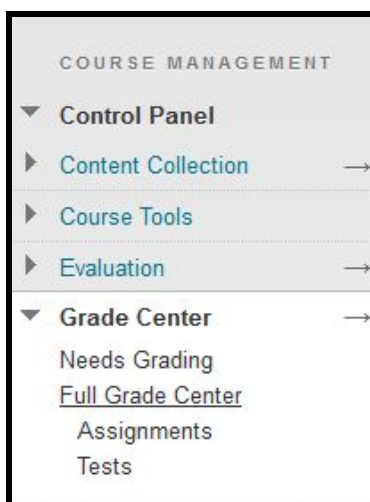 COURSE MANAGEMENT
Control Panel
Content Collection →
Course Tools
Evaluation →
Grade Center →
Needs Grading
Full Grade Center
Assignments
Tests